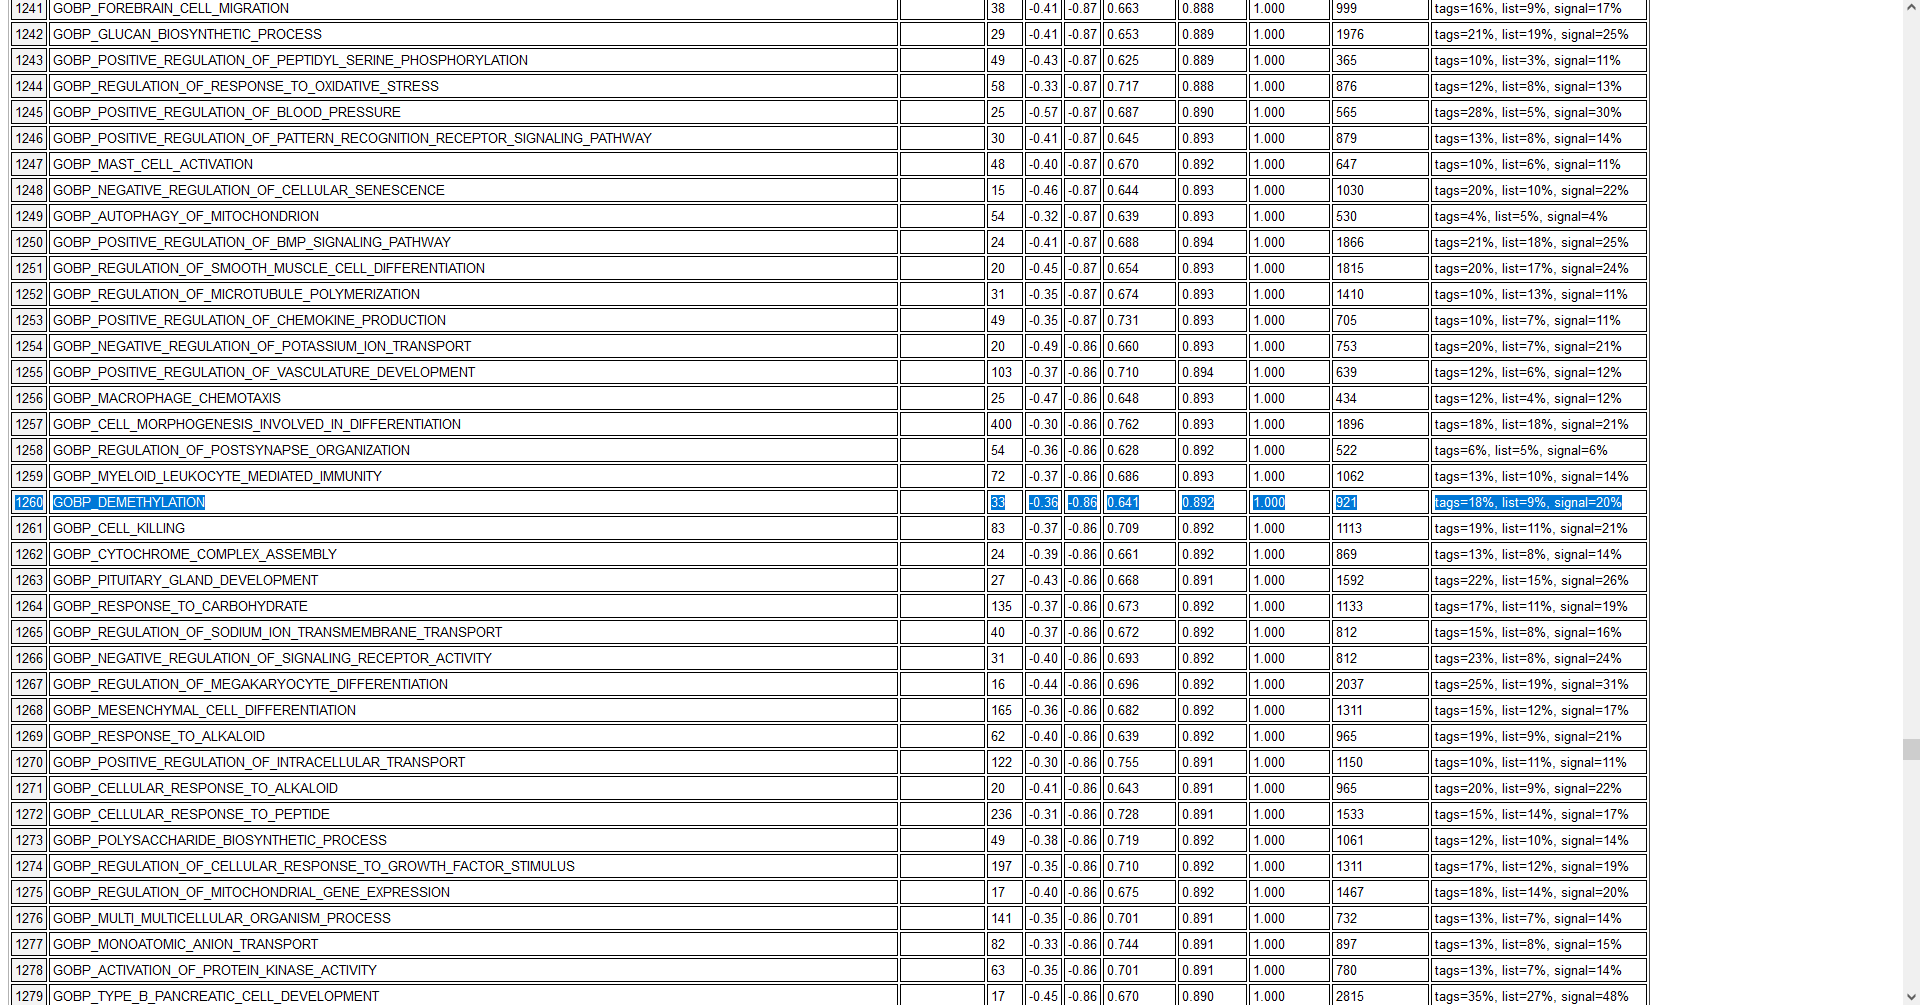 1241 GOBP_FOREBRAIN_CELL_MIGRATION 38 -0.41 -0.87 0.663 0.888 1.000 999 tags=16%, list=9%, signal=17%
1242 GOBP_GLUCAN_BIOSYNTHETIC_PROCESS 29 -0.41 -0.87 0.653 0.889 1.000 1976 tags=21%, list=19%, signal=25%
1243 GOBP_POSITIVE_REGULATION_OF_PEPTIDYL_SERINE_PHOSPHORYLATION 49 -0.43 -0.87 0.625 0.889 1.000 365 tags=10%, list=3%, signal=11%
1244 GOBP_REGULATION_OF_RESPONSE_TO_OXIDATIVE_STRESS 58 -0.33 -0.87 0.717 0.888 1.000 876 tags=12%, list=8%, signal=13%
1245 GOBP_POSITIVE_REGULATION_OF_BLOOD_PRESSURE 25 -0.57 -0.87 0.687 0.890 1.000 565 tags=28%, list=5%, signal=30%
1246 GOBP_POSITIVE_REGULATION_OF_PATTERN_RECOGNITION_RECEPTOR_SIGNALING_PATHWAY 30 -0.41 -0.87 0.645 0.893 1.000 879 tags=13%, list=8%, signal=14%
1247 GOBP_MAST_CELL_ACTIVATION 48 -0.40 -0.87 0.670 0.892 1.000 647 tags=10%, list=6%, signal=11%
1248 GOBP_NEGATIVE_REGULATION_OF_CELLULAR_SENESCENCE 15 -0.46 -0.87 0.644 0.893 1.000 1030 tags=20%, list=10%, signal=22%
1249 GOBP_AUTOPHAGY_OF_MITOCHONDRION 54 -0.32 -0.87 0.639 0.893 1.000 530 tags=4%, list=5%, signal=4%
1250 GOBP_POSITIVE_REGULATION_OF_BMP_SIGNALING_PATHWAY 24 -0.41 -0.87 0.688 0.894 1.000 1866 tags=21%, list=18%, signal=25%
1251 GOBP_REGULATION_OF_SMOOTH_MUSCLE_CELL_DIFFERENTIATION 20 -0.45 -0.87 0.654 0.893 1.000 1815 tags=20%, list=17%, signal=24%
1252 GOBP_REGULATION_OF_MICROTUBULE_POLYMERIZATION 31 -0.35 -0.87 0.674 0.893 1.000 1410 tags=10%, list=13%, signal=11%
1253 GOBP_POSITIVE_REGULATION_OF_CHEMOKINE_PRODUCTION 49 -0.35 -0.87 0.731 0.893 1.000 705 tags=10%, list=7%, signal=11%
1254 GOBP_NEGATIVE_REGULATION_OF_POTASSIUM_ION_TRANSPORT 20 -0.49 -0.86 0.660 0.893 1.000 753 tags=20%, list=7%, signal=21%
1255 GOBP_POSITIVE_REGULATION_OF_VASCULATURE_DEVELOPMENT 103 -0.37 -0.86 0.710 0.894 1.000 639 tags=12%, list=6%, signal=12%
1256 GOBP_MACROPHAGE_CHEMOTAXIS 25 -0.47 -0.86 0.648 0.893 1.000 434 tags=12%, list=4%, signal=12%
1257 GOBP_CELL_MORPHOGENESIS_INVOLVED_IN_DIFFERENTIATION 400 -0.30 -0.86 0.762 0.893 1.000 1896 tags=18%, list=18%, signal=21%
1258 GOBP_REGULATION_OF_POSTSYNAPSE_ORGANIZATION 54 -0.36 -0.86 0.628 0.892 1.000 522 tags=6%, list=5%, signal=6%
1259 GOBP_MYELOID_LEUKOCYTE_MEDIATED_IMMUNITY 72 -0.37 -0.86 0.686 0.893 1.000 1062 tags=13%, list=10%, signal=14%
1260 GOBP_DEMETHYLATION 33 -0.36 -0.86 0.641 0.892 1.000 921 tags=18%, list=9%, signal=20%
1261 GOBP_CELL_KILLING 83 -0.37 -0.86 0.709 0.892 1.000 1113 tags=19%, list=11%, signal=21%
1262 GOBP_CYTOCHROME_COMPLEX_ASSEMBLY 24 -0.39 -0.86 0.661 0.892 1.000 869 tags=13%, list=8%, signal=14%
1263 GOBP_PITUITARY_GLAND_DEVELOPMENT 27 -0.43 -0.86 0.668 0.891 1.000 1592 tags=22%, list=15%, signal=26%
1264 GOBP_RESPONSE_TO_CARBOHYDRATE 135 -0.37 -0.86 0.673 0.892 1.000 1133 tags=17%, list=11%, signal=19%
1265 GOBP_REGULATION_OF_SODIUM_ION_TRANSMEMBRANE_TRANSPORT 40 -0.37 -0.86 0.672 0.892 1.000 812 tags=15%, list=8%, signal=16%
1266 GOBP_NEGATIVE_REGULATION_OF_SIGNALING_RECEPTOR_ACTIVITY 31 -0.40 -0.86 0.693 0.892 1.000 812 tags=23%, list=8%, signal=24%
1267 GOBP_REGULATION_OF_MEGAKARYOCYTE_DIFFERENTIATION 16 -0.44 -0.86 0.696 0.892 1.000 2037 tags=25%, list=19%, signal=31%
1268 GOBP_MESENCHYMAL_CELL_DIFFERENTIATION 165 -0.36 -0.86 0.682 0.892 1.000 1311 tags=15%, list=12%, signal=17%
1269 GOBP_RESPONSE_TO_ALKALOID 62 -0.40 -0.86 0.639 0.892 1.000 965 tags=19%, list=9%, signal=21%
1270 GOBP_POSITIVE_REGULATION_OF_INTRACELLULAR_TRANSPORT 122 -0.30 -0.86 0.755 0.891 1.000 1150 tags=10%, list=11%, signal=11%
1271 GOBP_CELLULAR_RESPONSE_TO_ALKALOID 20 -0.41 -0.86 0.643 0.891 1.000 965 tags=20%, list=9%, signal=22%
1272 GOBP_CELLULAR_RESPONSE_TO_PEPTIDE 236 -0.31 -0.86 0.728 0.891 1.000 1533 tags=15%, list=14%, signal=17%
1273 GOBP_POLYSACCHARIDE_BIOSYNTHETIC_PROCESS 49 -0.38 -0.86 0.719 0.892 1.000 1061 tags=12%, list=10%, signal=14%
1274 GOBP_REGULATION_OF_CELLULAR_RESPONSE_TO_GROWTH_FACTOR_STIMULUS 197 -0.35 -0.86 0.710 0.892 1.000 1311 tags=17%, list=12%, signal=19%
1275 GOBP_REGULATION_OF_MITOCHONDRIAL_GENE_EXPRESSION 17 -0.40 -0.86 0.675 0.892 1.000 1467 tags=18%, list=14%, signal=20%
1276 GOBP_MULTI_MULTICELLULAR_ORGANISM_PROCESS 141 -0.35 -0.86 0.701 0.891 1.000 732 tags=13%, list=7%, signal=14%
1277 GOBP_MONOATOMIC_ANION_TRANSPORT 82 -0.33 -0.86 0.744 0.891 1.000 897 tags=13%, list=8%, signal=15%
1278 GOBP_ACTIVATION_OF_PROTEIN_KINASE_ACTIVITY 63 -0.35 -0.86 0.701 0.891 1.000 780 tags=13%, list=7%, signal=14%
1279 GOBP_TYPE_B_PANCREATIC_CELL_DEVELOPMENT 17 -0.45 -0.86 0.670 0.890 1.000 2815 tags=35%, list=27%, signal=48%